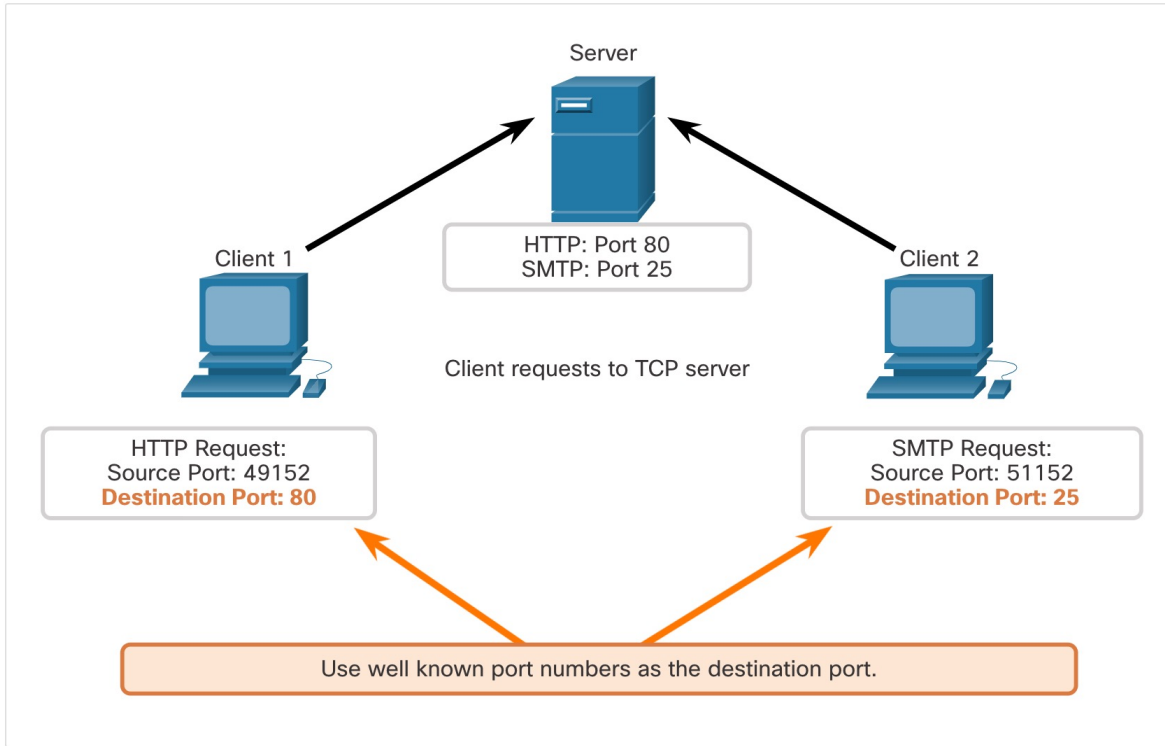 Server
HTTP: Port 80
SMTP: Port 25
Client 1
Client 2
Client requests to TCP server
HTTP Request:
Source Port: 49152
Destination Port: 80
SMTP Request:
Source Port: 51152
Destination Port: 25
Use well known port numbers as the destination port.